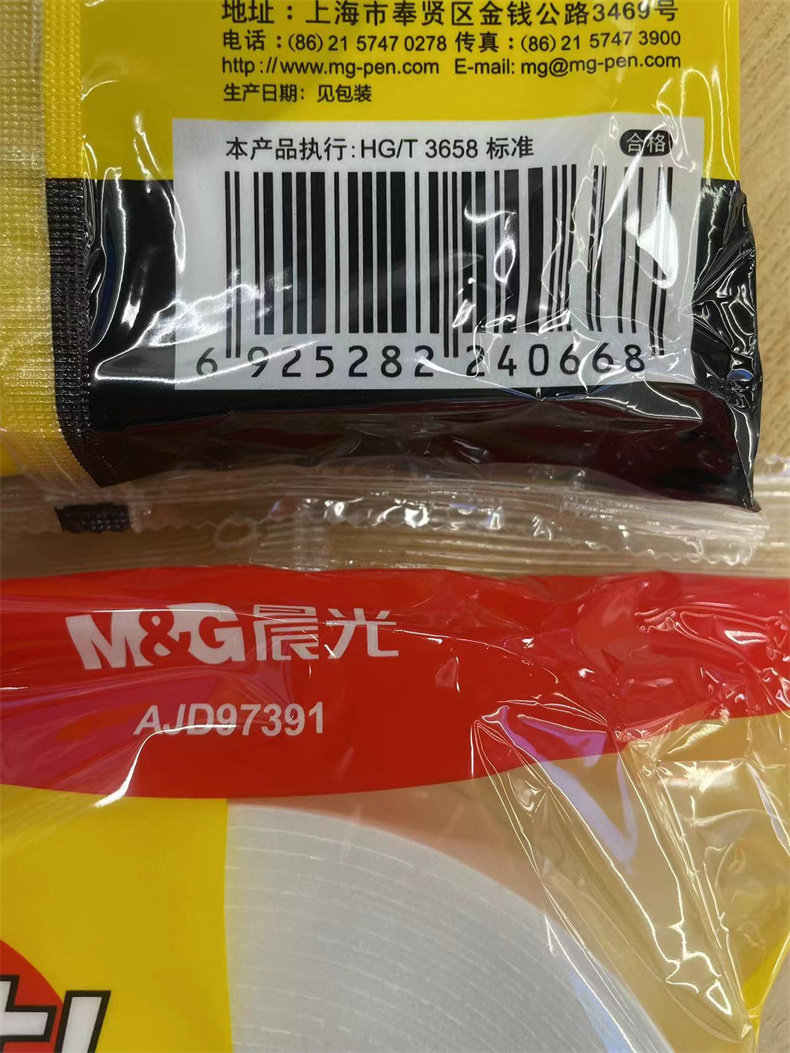 地址：上海市奉贤区金钱公路3469号
电话：(86) 21 5747 0278 传真：(86) 21 5747 3900
http://www.mg-pen.com E-mail: mg@mg-pen.com
生产日期：见包装
本产品执行：HG/T 3658 标准 合格
6 925282 240668
M&G晨光
AJD97391